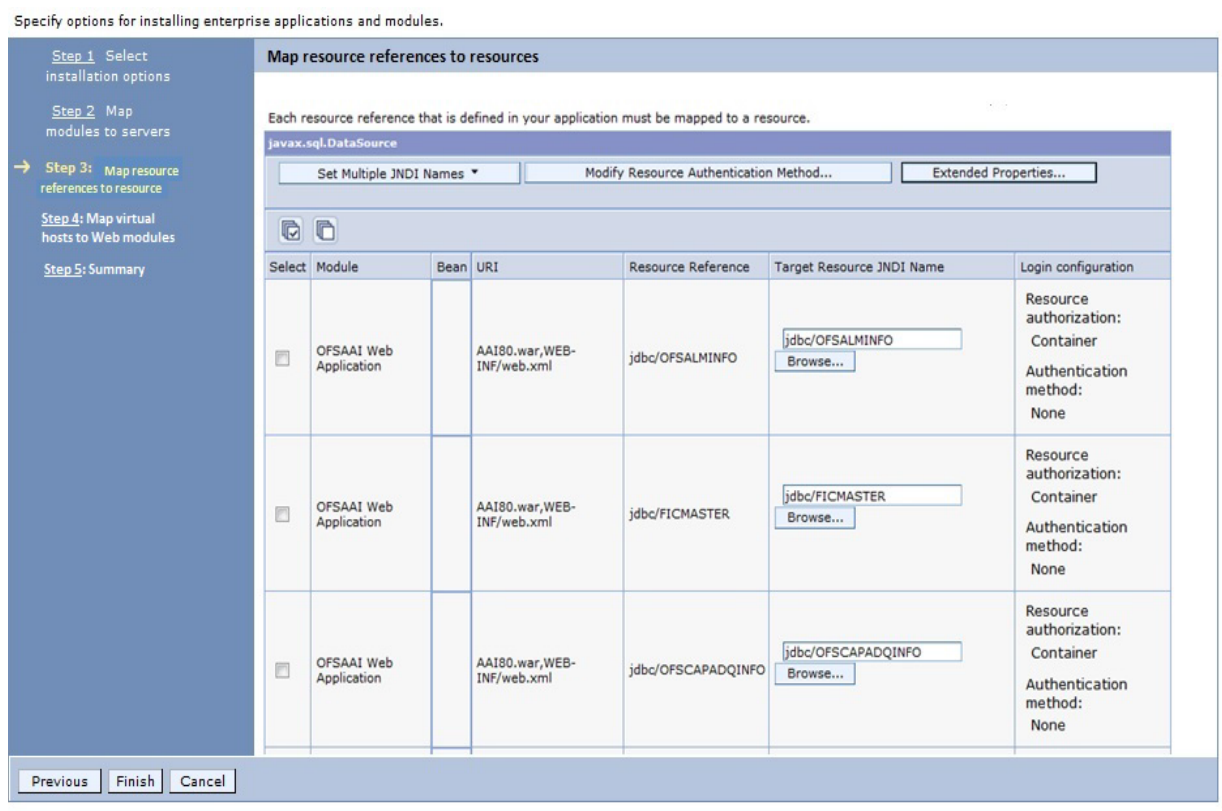 Specify options for installing enterprise applications and modules.
Step 1 Select
installation options
Step 2 Map
modules to servers
Step 3: Map resource
references to resource
Step 4: Map virtual
hosts to Web modules
Step 5: Summary
Map resource references to resources
Each resource reference that is defined in your application must be mapped to a resource.
javax.sql.DataSource
Set Multiple JNDI Names Modify Resource Authentication Method... Extended Properties...
Select Module Bean URI Resource Reference Target Resource JNDI Name Login configuration
OFSAAI Web
Application
AAI80.war,WEB-
INF/web.xml
jdbc/OFSALMINFO
jdbc/OFSALMINFO
Browse...
Resource
authorization:
Container
Authentication
method:
None
OFSAAI Web
Application
AAI80.war,WEB-
INF/web.xml
jdbc/FICMASTER
jdbc/FICMASTER
Browse...
Resource
authorization:
Container
Authentication
method:
None
OFSAAI Web
Application
AAI80.war,WEB-
INF/web.xml
jdbc/OFSCAPADQINFO
jdbc/OFSCAPADQINFO
Browse...
Resource
authorization:
Container
Authentication
method:
None
Previous Finish Cancel